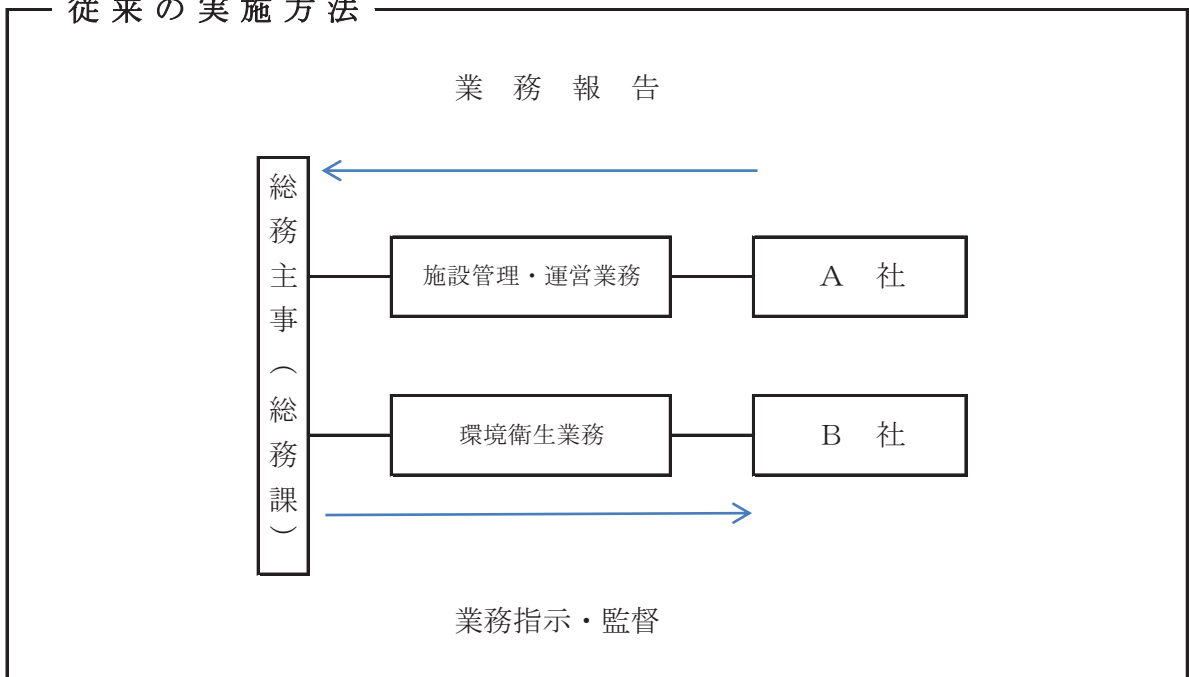 従来の実施方法
業務報告
総務主事（総務課）
施設管理・運営業務
A 社
環境衛生業務
B 社
業務指示・監督